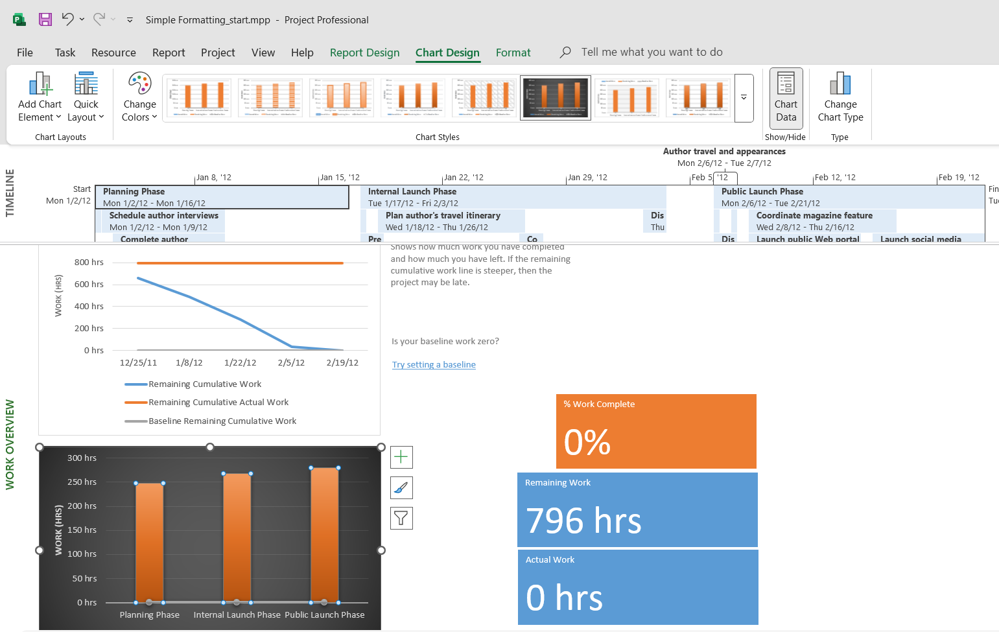 Simple Formatting_start.mpp - Project Professional
File Task Resource Report Project View Help Report Design Chart Design Format Tell me what you want to do
Add Chart Element
Quick Layout
Change Colors
Chart Data
Change Chart Type
Chart Layouts
Chart Styles
Show/Hide
Type
TIMELINE
Author travel and appearances
Mon 2/6/12 - Tue 2/7/12
Jan 8, '12
Jan 15, '12
Jan 22, '12
Jan 29, '12
Feb 5, '12
Feb 12, '12
Feb 19, '12
Start
Mon 1/2/12
Planning Phase
Mon 1/2/12 - Mon 1/16/12
Internal Launch Phase
Tue 1/17/12 - Fri 2/3/12
Public Launch Phase
Mon 2/6/12 - Tue 2/21/12
Fin
Tue
Schedule author interviews
Mon 1/2/12 - Mon 1/9/12
Plan author's travel itinerary
Wed 1/18/12 - Thu 1/26/12
Dis
Thu
Coordinate magazine feature
Wed 2/8/12 - Thu 2/16/12
Complete author
Pre
Co
Dis
Launch public Web portal
Launch social media
WORK OVERVIEW
800 hrs
600 hrs
400 hrs
200 hrs
0 hrs
WORK (HRS)
12/25/11
1/8/12
1/22/12
2/5/12
2/19/12
Remaining Cumulative Work
Remaining Cumulative Actual Work
Baseline Remaining Cumulative Work
Shows how much work you have completed
and how much you have left. If the remaining
cumulative work line is steeper, then the
project may be late.
Is your baseline work zero?
Try setting a baseline
% Work Complete
0%
Remaining Work
796 hrs
Actual Work
0 hrs
300 hrs
250 hrs
200 hrs
150 hrs
100 hrs
50 hrs
0 hrs
WORK (HRS)
Planning Phase
Internal Launch Phase
Public Launch Phase